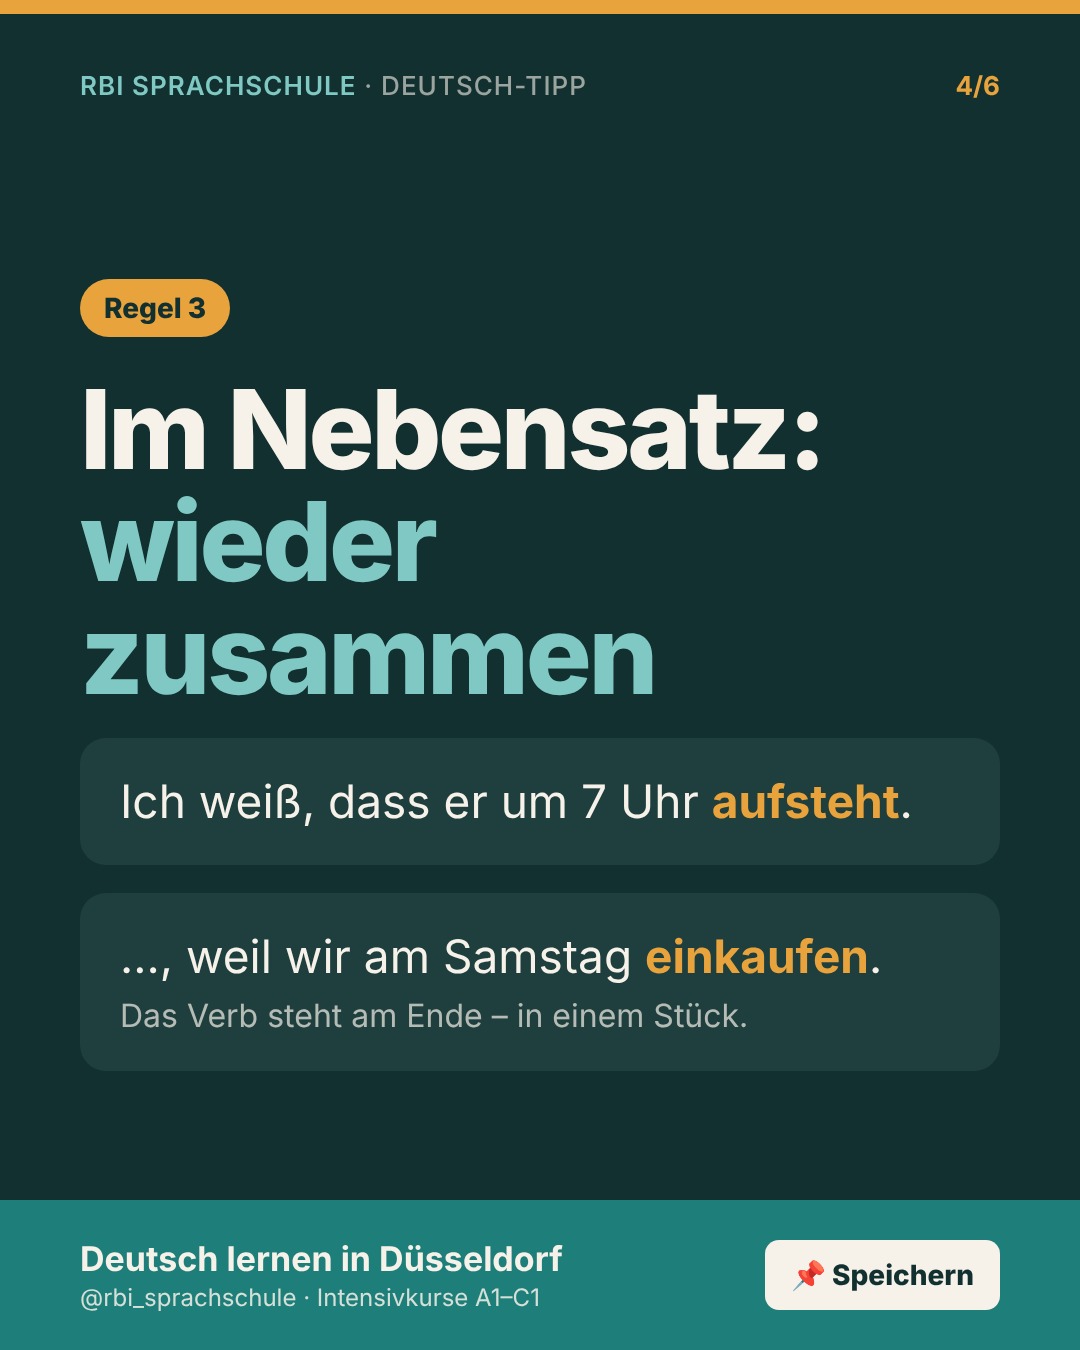 RBI SPRACHSCHULE · DEUTSCH-TIPP
4/6
Regel 3
Im Nebensatz:
wieder
zusammen
Ich weiß, dass er um 7 Uhr aufsteht.
..., weil wir am Samstag einkaufen.
Das Verb steht am Ende – in einem Stück.
Deutsch lernen in Düsseldorf
@rbi_sprachschule · Intensivkurse A1–C1
📌 Speichern